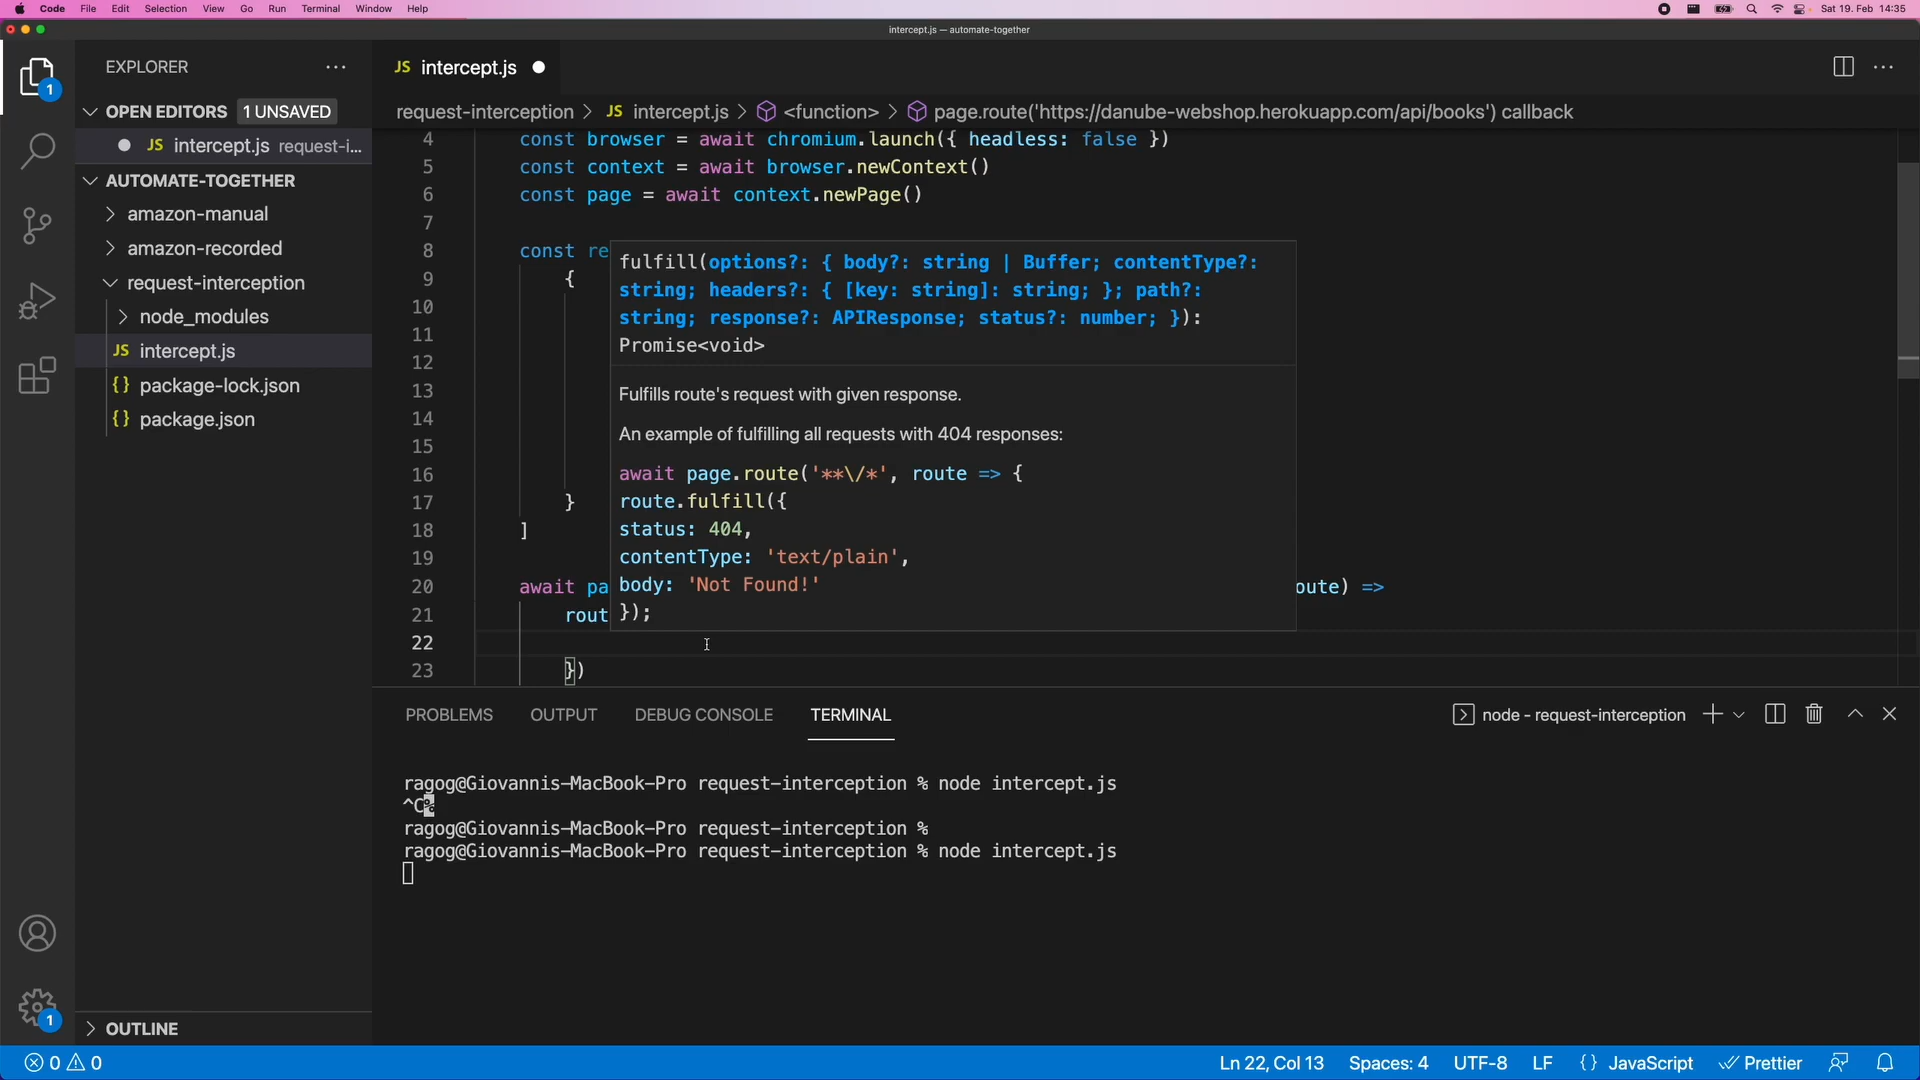 Code File Edit Selection View Go Run Terminal Window Help Sat 19. Feb 14:35
intercept.js — automate-together
EXPLORER
OPEN EDITORS 1 UNSAVED
JS intercept.js request-i...
AUTOMATE-TOGETHER
amazon-manual
amazon-recorded
request-interception
node_modules
JS intercept.js
{} package-lock.json
{} package.json
OUTLINE
JS intercept.js
request-interception > JS intercept.js > <function> > page.route('https://danube-webshop.herokuapp.com/api/books') callback
4 const browser = await chromium.launch({ headless: false })
5 const context = await browser.newContext()
6 const page = await context.newPage()
7
8 const re
9 {
10
11
12
13
14
15
16
17 }
18 ]
19
20 await pa oute) =>
21 rout
22
23 })
fulfill(options?: { body?: string | Buffer; contentType?:
string; headers?: { [key: string]: string; }; path?:
string; response?: APIResponse; status?: number; }):
Promise<void>
Fulfills route's request with given response.
An example of fulfilling all requests with 404 responses:
await page.route('**\/*', route => {
route.fulfill({
status: 404,
contentType: 'text/plain',
body: 'Not Found!'
});
PROBLEMS OUTPUT DEBUG CONSOLE TERMINAL node - request-interception
ragog@Giovannis-MacBook-Pro request-interception % node intercept.js
^C%
ragog@Giovannis-MacBook-Pro request-interception %
ragog@Giovannis-MacBook-Pro request-interception % node intercept.js
0 0 Ln 22, Col 13 Spaces: 4 UTF-8 LF {} JavaScript Prettier